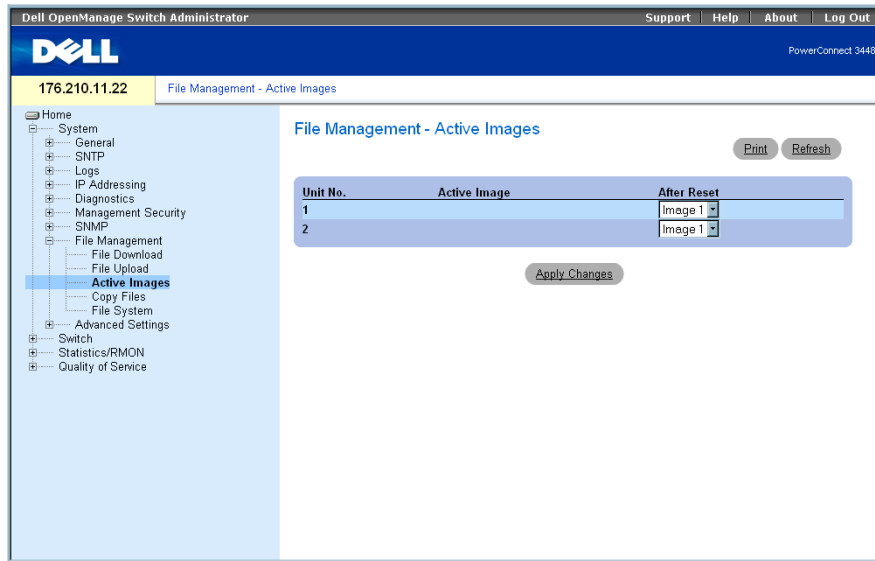 Dell OpenManage Switch Administrator
Support | Help | About | Log Out
DELL
PowerConnect 3448
176.210.11.22
File Management - Active Images
Home
System
General
SNTP
Logs
IP Addressing
Diagnostics
Management Security
SNMP
File Management
File Download
File Upload
Active Images
Copy Files
File System
Advanced Settings
Switch
Statistics/RMON
Quality of Service
File Management - Active Images
Print Refresh
Unit No. Active Image After Reset
1 Image 1
2 Image 1
Apply Changes